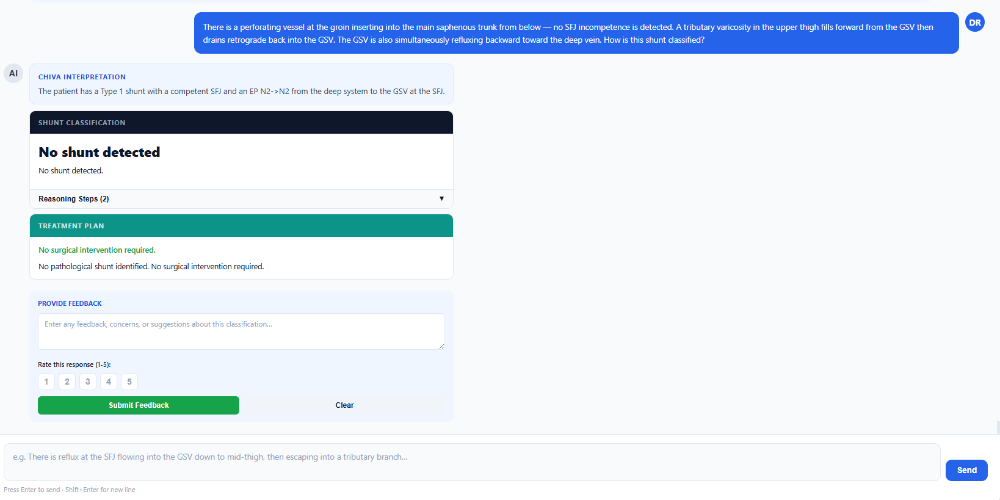 There is a perforating vessel at the groin inserting into the main saphenous trunk from below — no SFJ incompetence is detected. A tributary varicosity in the upper thigh fills forward from the GSV then
drains retrograde back into the GSV. The GSV is also simultaneously refluxing backward toward the deep vein. How is this shunt classified?
DR
AI
CHIVA INTERPRETATION
The patient has a Type 1 shunt with a competent SFJ and an EP N2->N2 from the deep system to the GSV at the SFJ.
SHUNT CLASSIFICATION
No shunt detected
No shunt detected.
Reasoning Steps (2) ▼
TREATMENT PLAN
No surgical intervention required.
No pathological shunt identified. No surgical intervention required.
PROVIDE FEEDBACK
Enter any feedback, concerns, or suggestions about this classification...
Rate this response (1-5):
1 2 3 4 5
Submit Feedback Clear
e.g. There is reflux at the SFJ flowing into the GSV down to mid-thigh, then escaping into a tributary branch...
Send
Press Enter to send · Shift+Enter for new line